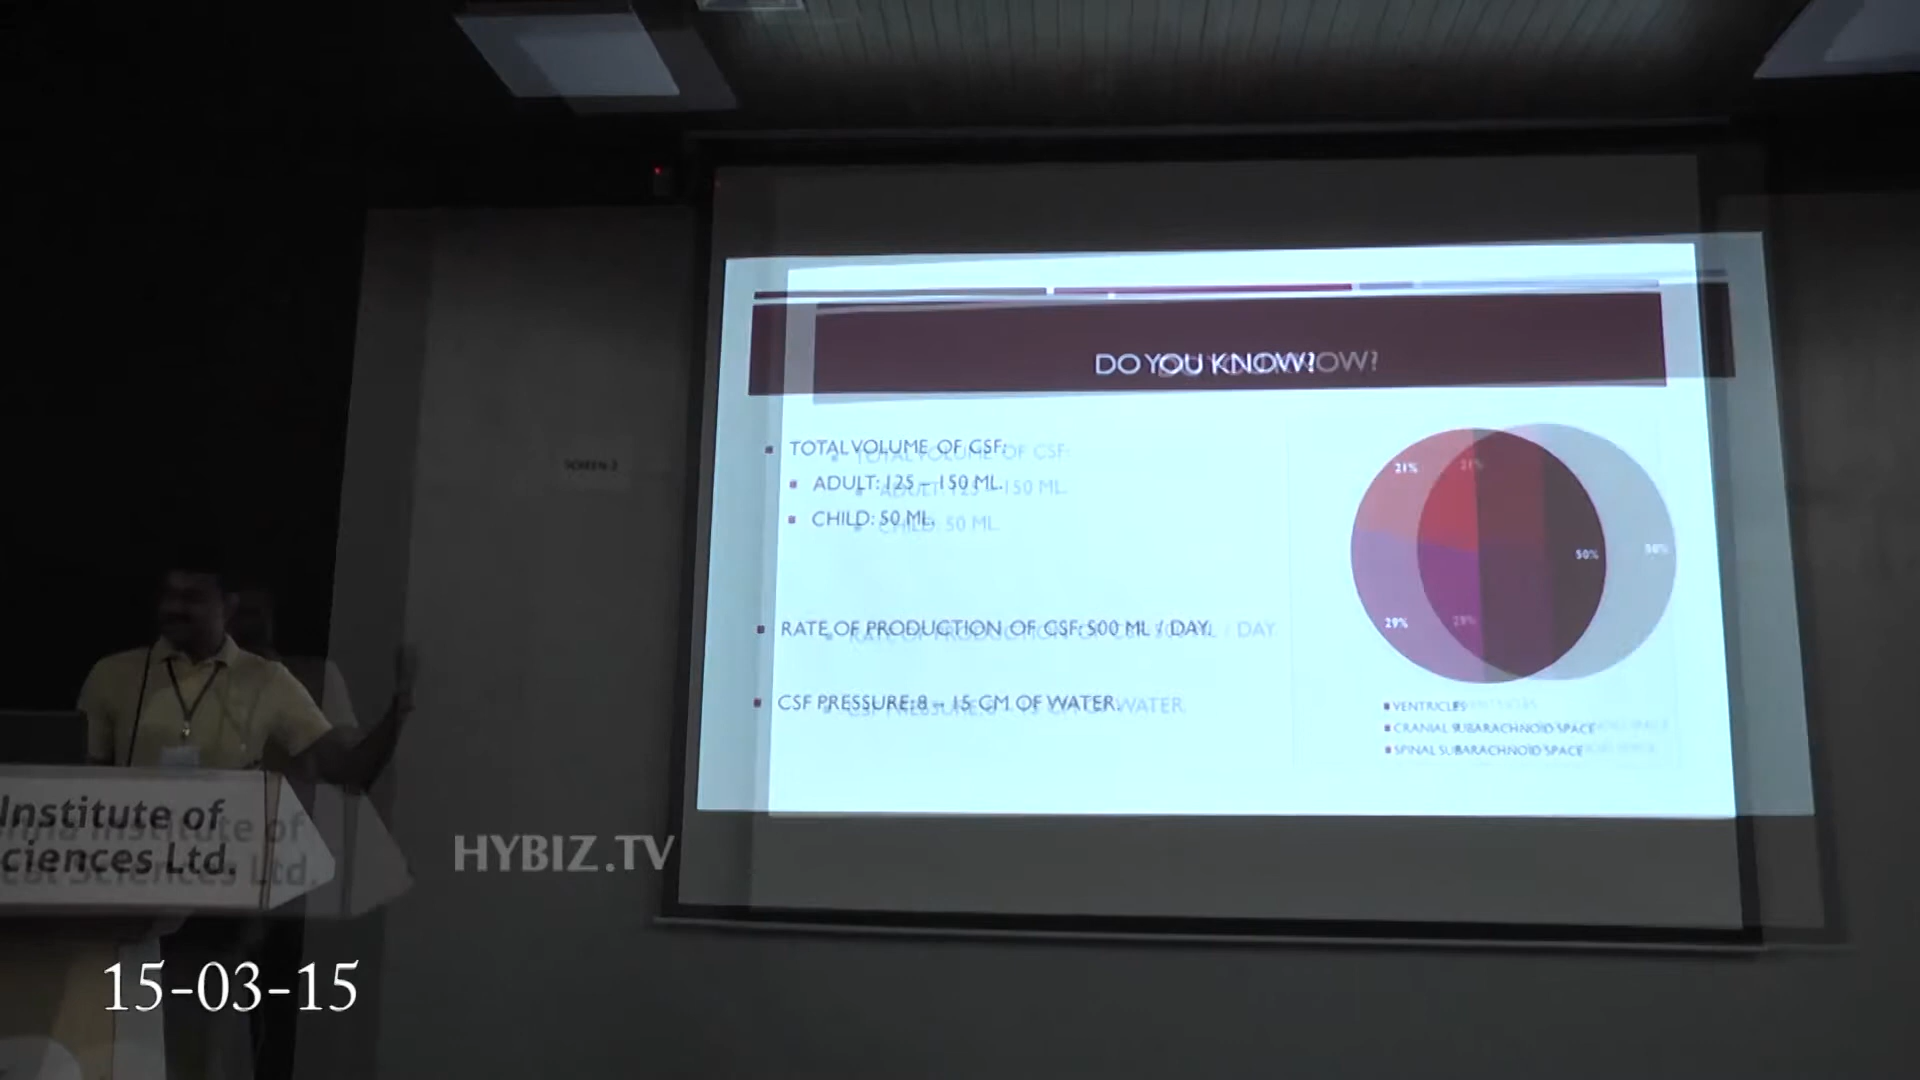 DO YOU KNOW?
TOTAL VOLUME OF CSF:
ADULT: 125 – 150 ML.
CHILD: 50 ML.
RATE OF PRODUCTION OF CSF: 500 ML / DAY.
CSF PRESSURE: 8 – 15 CM OF WATER.
21%
50%
29%
VENTRICLES
CRANIAL SUBARACHNOID SPACE
SPINAL SUBARACHNOID SPACE
Institute of
Sciences Ltd.
HYBIZ.TV
15-03-15